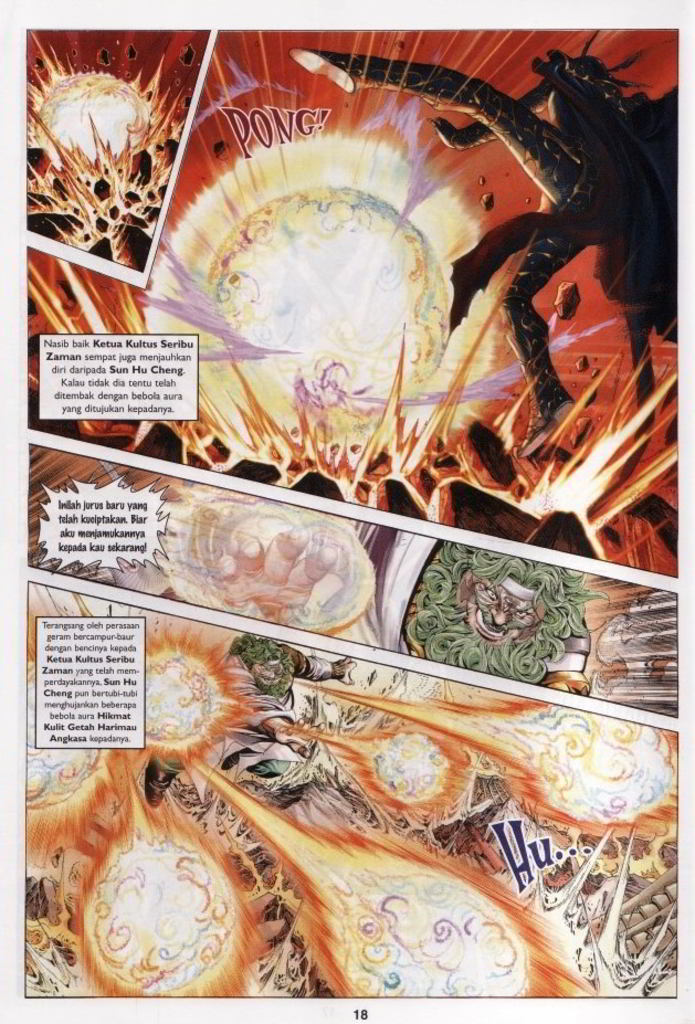 PONG!
Nasib baik Ketua Kultus Seribu
Zaman sempat juga menjauhkan
diri daripada Sun Hu Cheng.
Kalau tidak dia tentu telah
ditembak dengan bebola aura
yang ditujukan kepadanya.
Inilah jurus baru yang
telah kuciptakan. Biar
aku menjamukannya
kepada kau sekarang!
Terangsang oleh perasaan
geram bercampur-baur
dengan bencinya kepada
Ketua Kultus Seribu
Zaman yang telah mem-
perdayakannya, Sun Hu
Cheng pun bertubi-tubi
menghujankan beberapa
bebola aura Hikmat
Kulit Getah Harimau
Angkasa kepadanya.
Hu...
18